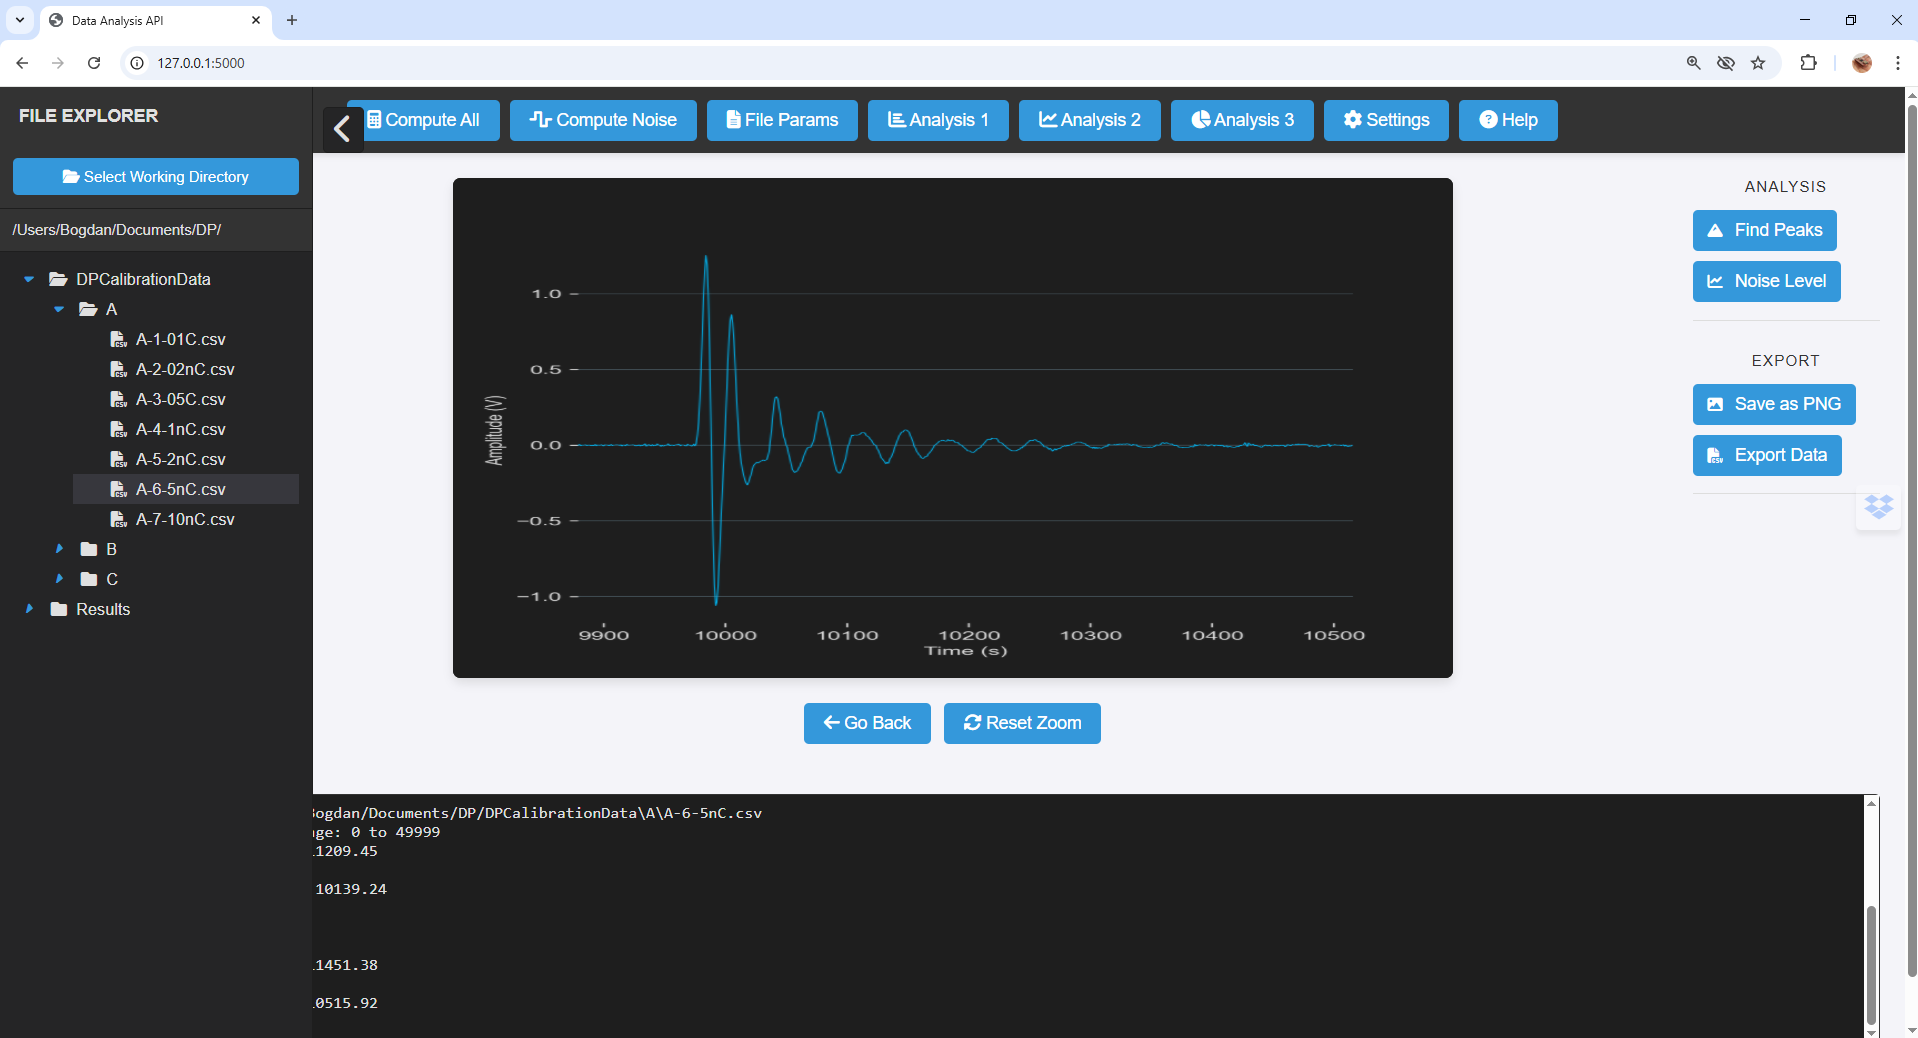 Data Analysis API
127.0.0.1:5000
FILE EXPLORER
Select Working Directory
/Users/Bogdan/Documents/DP/
DPCalibrationData
A
A-1-01C.csv
A-2-02nC.csv
A-3-05C.csv
A-4-1nC.csv
A-5-2nC.csv
A-6-5nC.csv
A-7-10nC.csv
B
C
Results
Compute All
Compute Noise
File Params
Analysis 1
Analysis 2
Analysis 3
Settings
Help
1.0
0.5
0.0
−0.5
−1.0
Amplitude (V)
9900 10000 10100 10200 10300 10400 10500
Time (s)
Go Back
Reset Zoom
ANALYSIS
Find Peaks
Noise Level
EXPORT
Save as PNG
Export Data
ogdan/Documents/DP/DPCalibrationData\A\A-6-5nC.csv
ge: 0 to 49999
1209.45
10139.24
1451.38
0515.92